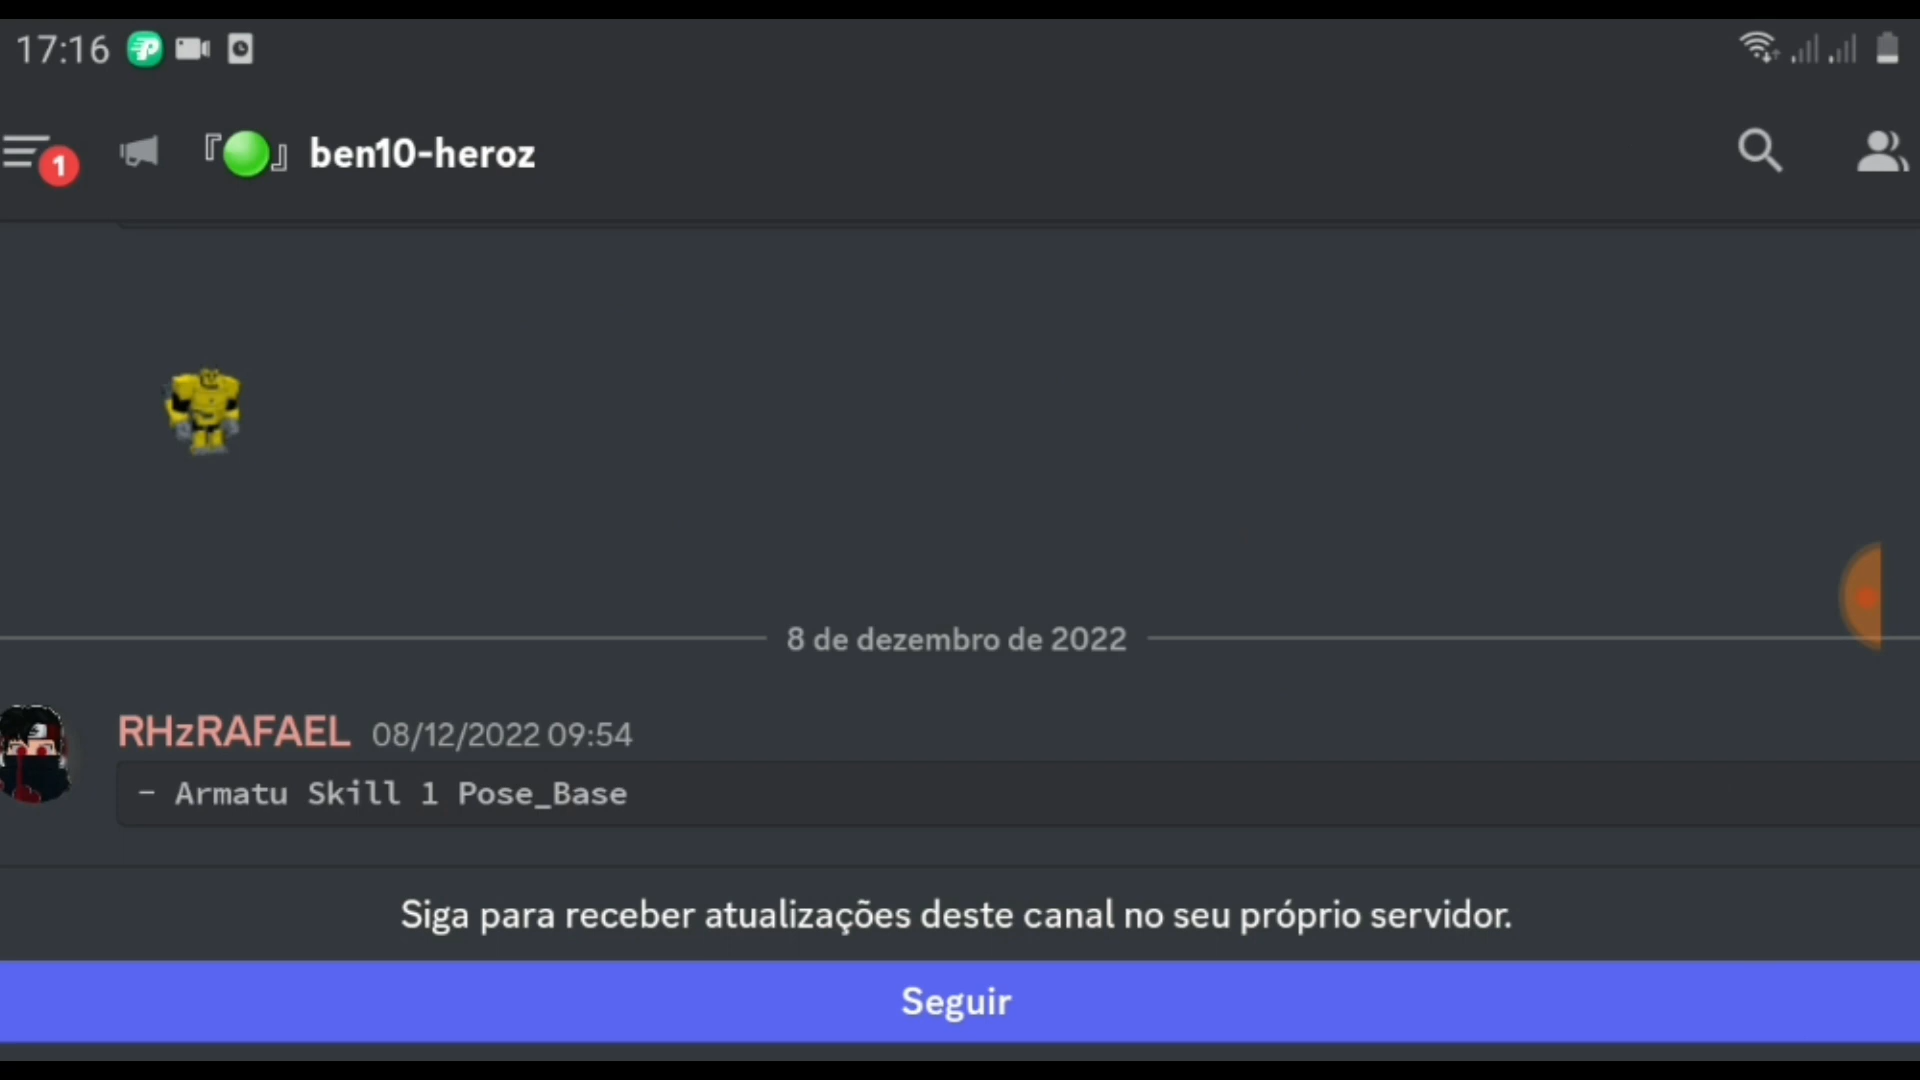 17:16
1
『🟢』 ben10-heroz
8 de dezembro de 2022
RHzRAFAEL 08/12/2022 09:54
- Armatu Skill 1 Pose_Base
Siga para receber atualizações deste canal no seu próprio servidor.
Seguir